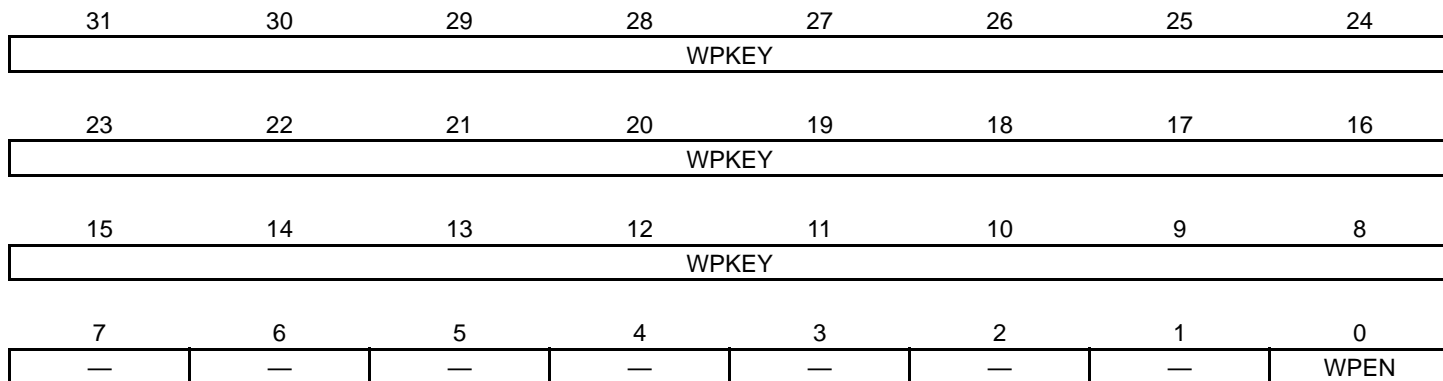 31 30 29 28 27 26 25 24
WPKEY
23 22 21 20 19 18 17 16
WPKEY
15 14 13 12 11 10 9 8
WPKEY
7 6 5 4 3 2 1 0
— — — — — — — WPEN